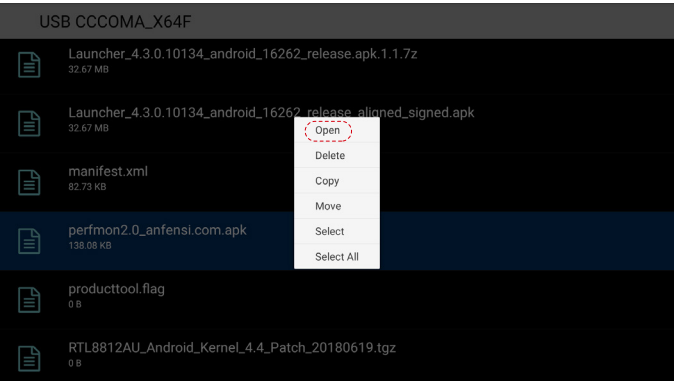 USB CCCOMA_X64F
Launcher_4.3.0.10134_android_16262_release.apk.1.1.7z
32.67 MB
Launcher_4.3.0.10134_android_16262_release_aligned_signed.apk
32.67 MB
manifest.xml
82.73 KB
perfmon2.0_anfensi.com.apk
138.08 KB
producttool.flag
0 B
RTL8812AU_Android_Kernel_4.4_Patch_20180619.tgz
0 B
Open
Delete
Copy
Move
Select
Select All